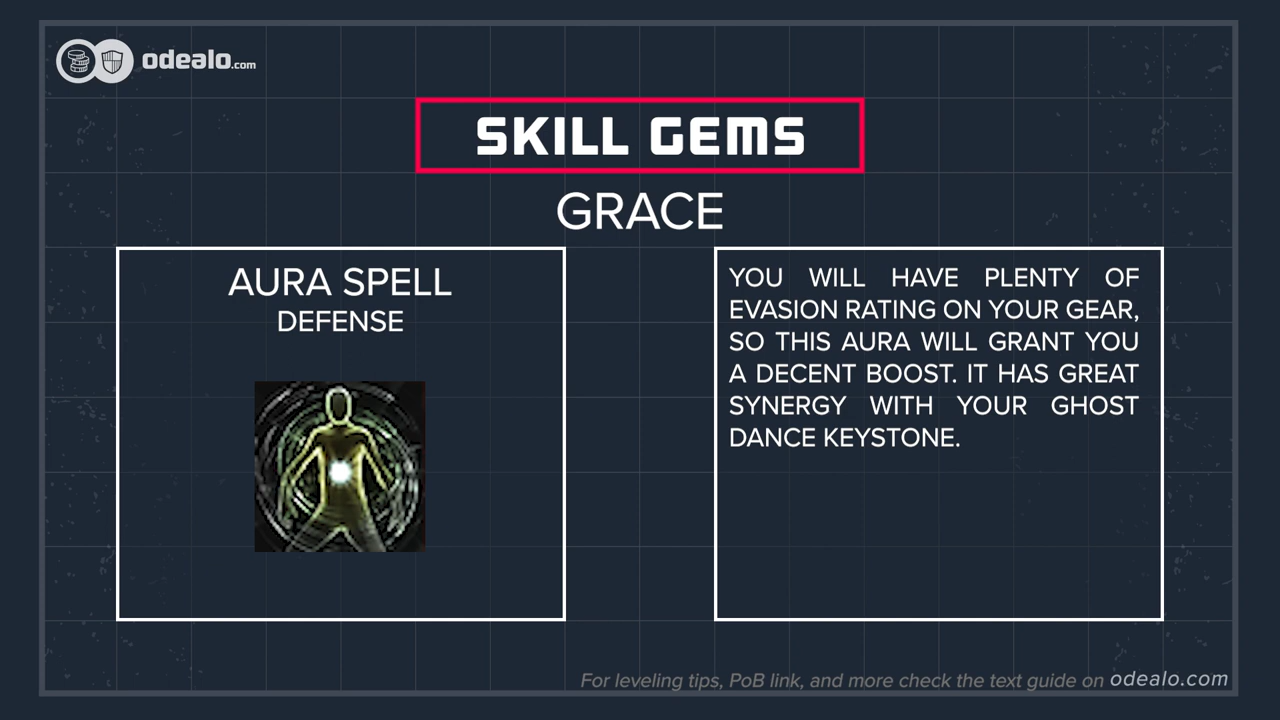 odealo.com
SKILL GEMS
GRACE
AURA SPELL
DEFENSE
YOU WILL HAVE PLENTY OF
EVASION RATING ON YOUR GEAR,
SO THIS AURA WILL GRANT YOU
A DECENT BOOST. IT HAS GREAT
SYNERGY WITH YOUR GHOST
DANCE KEYSTONE.
For leveling tips, PoB link, and more check the text guide on odealo.com